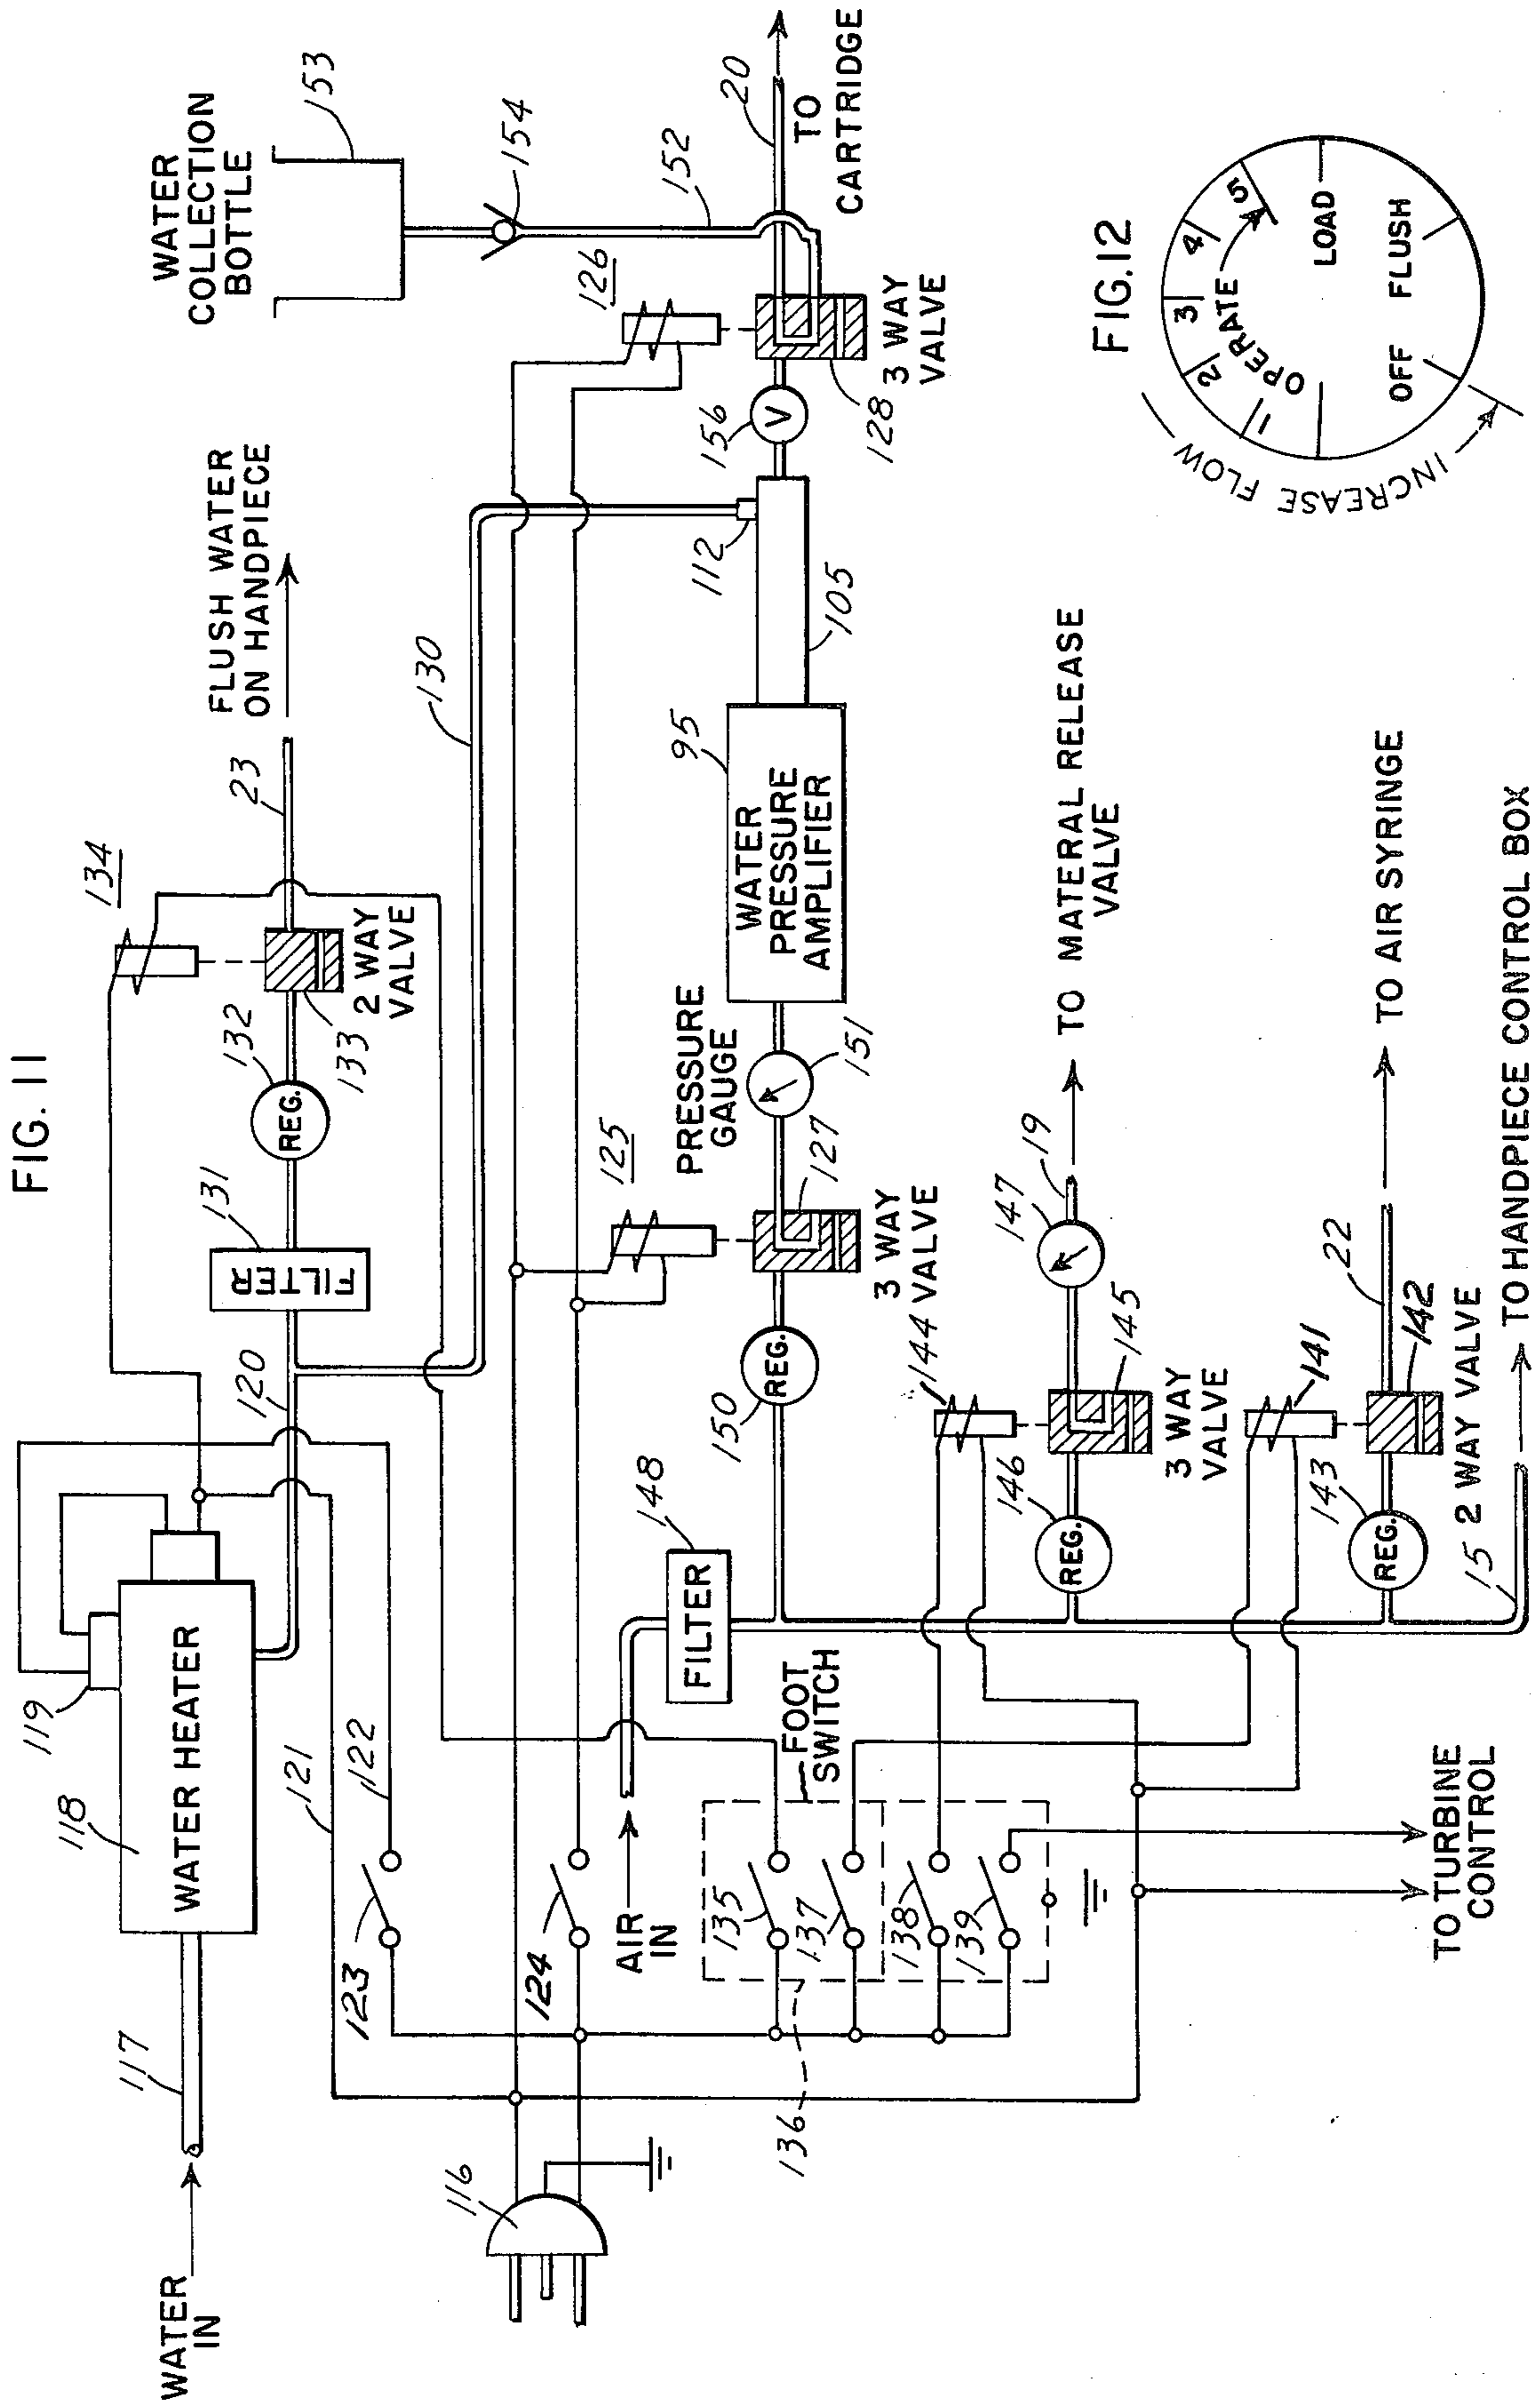 FIG. 11
WATER
IN
117
118
WATER HEATER
119
120
121
122
123
124
FILTER
131
REG.
132
133
2 WAY
VALVE
134
23
FLUSH WATER
ON HANDPIECE
130
WATER
COLLECTION
BOTTLE
153
154
152
126
20
TO
CARTRIDGE
3 WAY
VALVE
128
156
V
112
105
95
WATER
PRESSURE
AMPLIFIER
PRESSURE
GAUGE
151
125
127
3 WAY
VALVE
150
REG.
116
AIR
IN
148
FILTER
FOOT
SWITCH
135
137
138
139
136
144
145
146
REG.
3 WAY
VALVE
147
19
TO MATERAL RELEASE
VALVE
141
142
143
REG.
2 WAY VALVE
22
TO AIR SYRINGE
15
TO HANDPIECE CONTROL BOX
TO TURBINE
CONTROL
FIG.12
INCREASE FLOW
OPERATE
1
2
3
4
5
LOAD
FLUSH
OFF